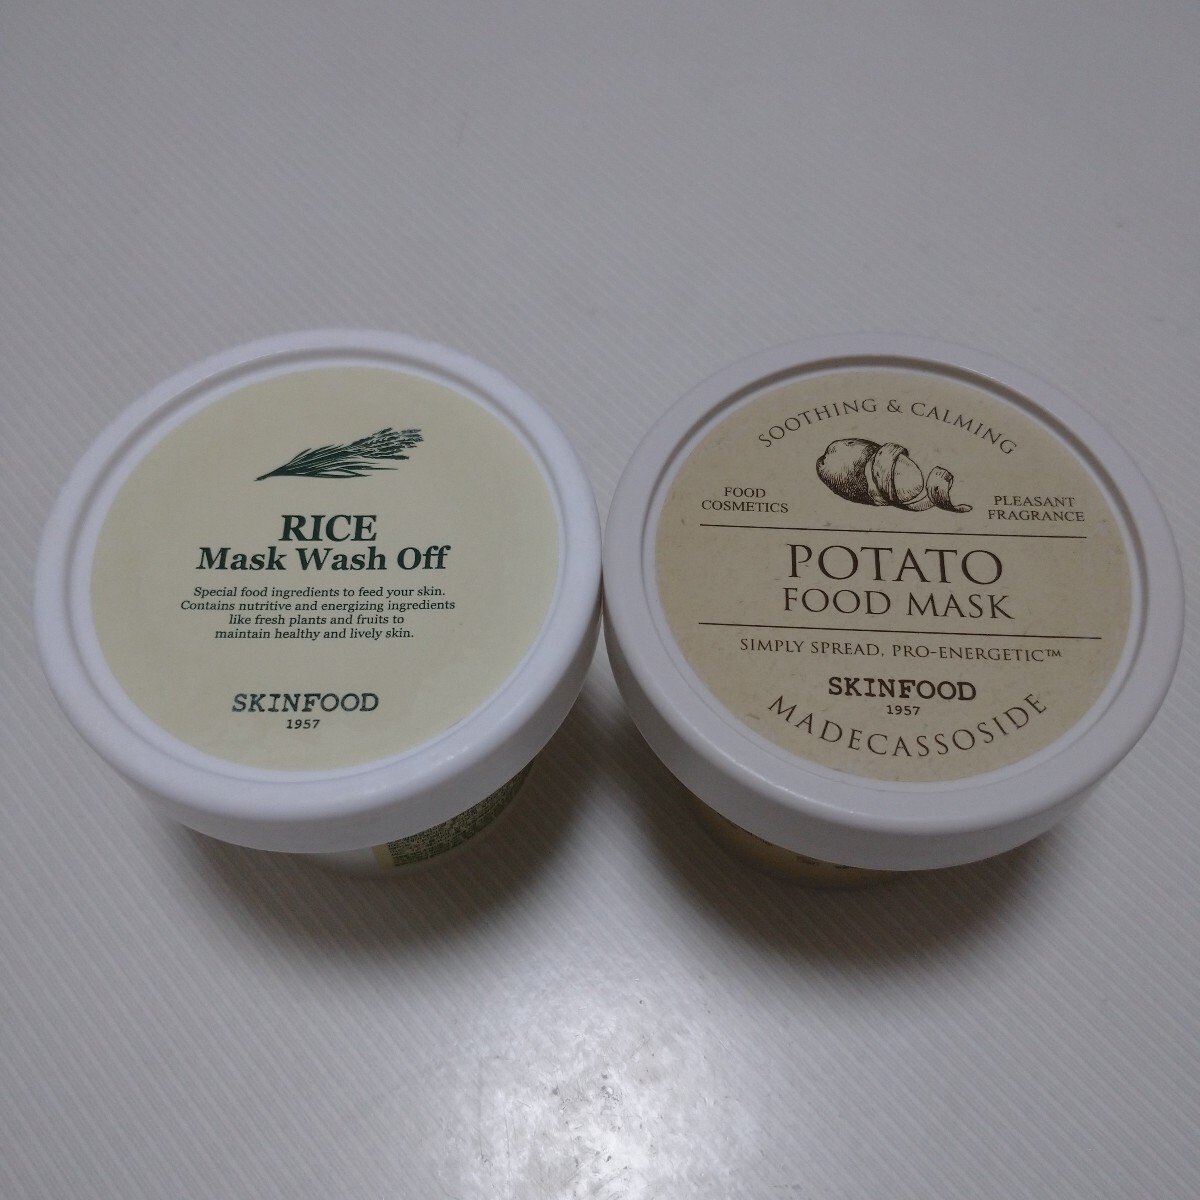 RICE
Mask Wash Off
Special food ingredients to feed your skin.
Contains nutritive and energizing ingredients
like fresh plants and fruits to
maintain healthy and lively skin.
SKINFOOD
1957
SOOTHING & CALMING
FOOD
COSMETICS
PLEASANT
FRAGRANCE
POTATO
FOOD MASK
SIMPLY SPREAD, PRO-ENERGETIC™
SKINFOOD
1957
MADECASSOSIDE